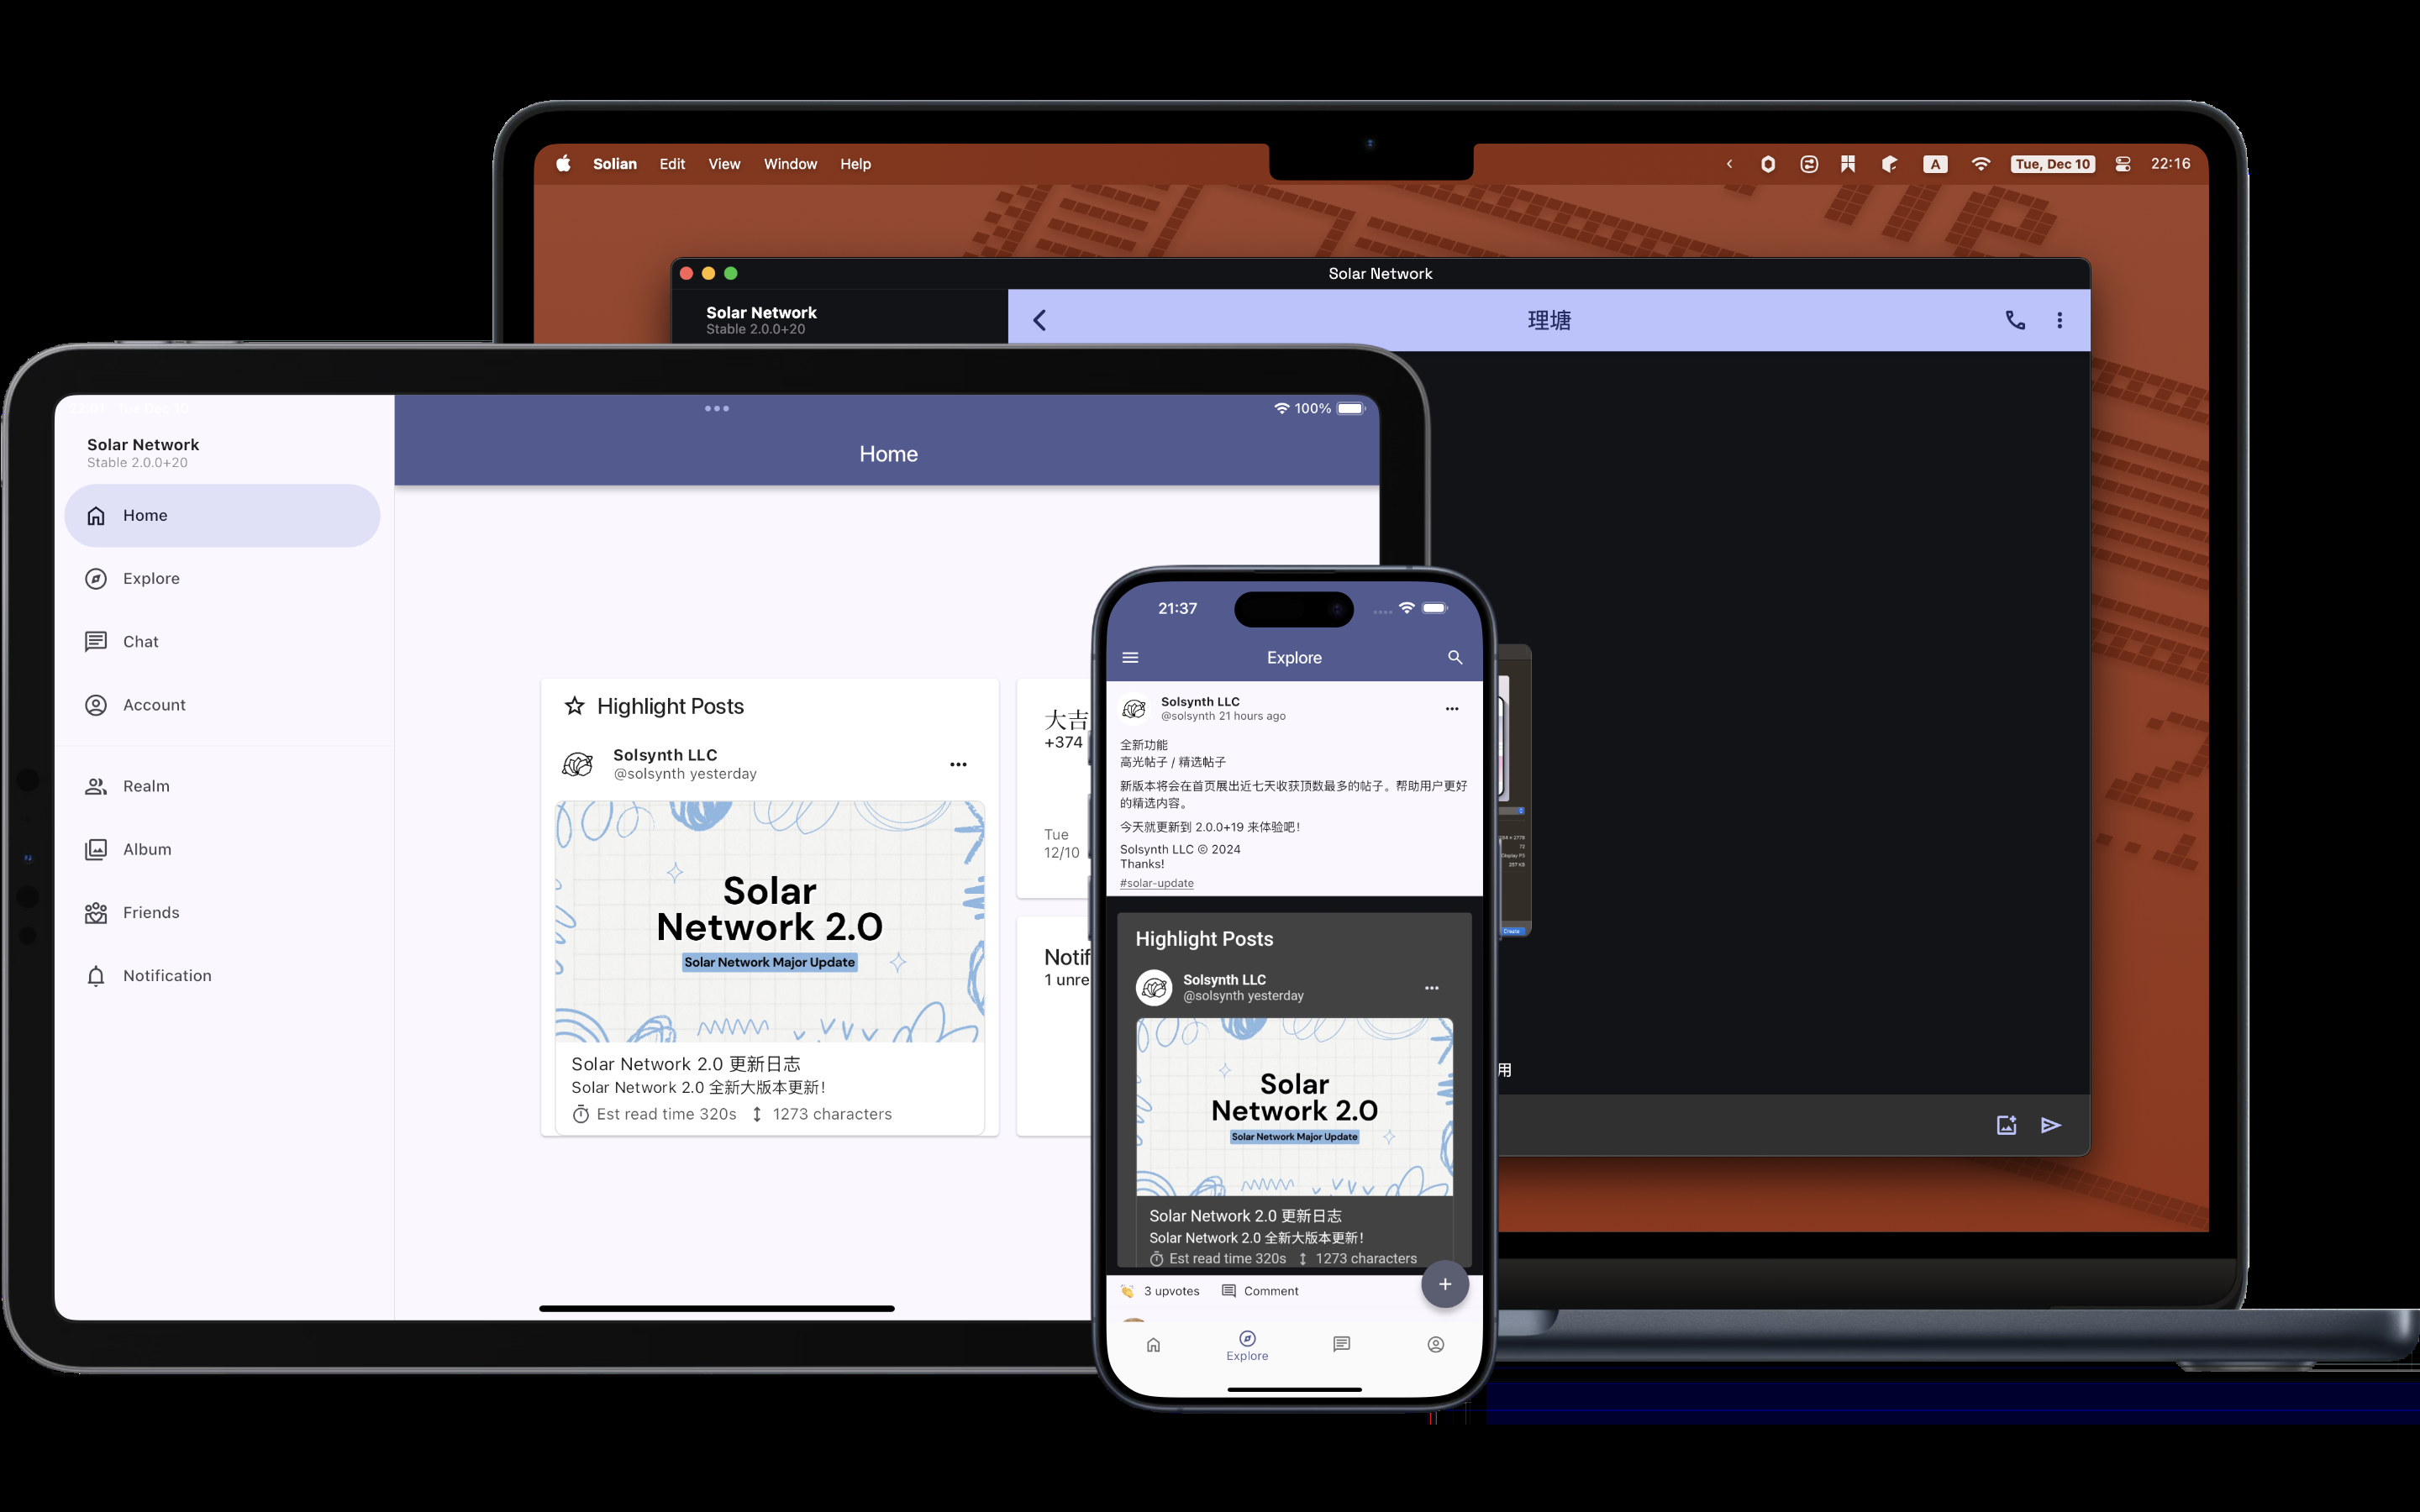 Solian Edit View Window Help
A Tue, Dec 10 22:16
Solar Network
Solar Network
Stable 2.0.0+20
理塘
用
100%
Solar Network
Stable 2.0.0+20
Home
Explore
Chat
Account
Realm
Album
Friends
Notification
Home
Highlight Posts
Solsynth LLC
@solsynth yesterday
Solar
Network 2.0
Solar Network Major Update
Solar Network 2.0 更新日志
Solar Network 2.0 全新大版本更新！
Est read time 320s 1273 characters
大吉
+374
Tue
12/10
Notif
1 unre
21:37
Explore
Solsynth LLC
@solsynth 21 hours ago
全新功能
高光帖子 / 精选帖子
新版本将会在首页展出近七天收获顶数最多的帖子。帮助用户更好
的精选内容。
今天就更新到 2.0.0+19 来体验吧！
Solsynth LLC © 2024
Thanks!
#solar-update
Highlight Posts
Solsynth LLC
@solsynth yesterday
Solar
Network 2.0
Solar Network Major Update
Solar Network 2.0 更新日志
Solar Network 2.0 全新大版本更新！
Est read time 320s 1273 characters
3 upvotes Comment
Explore